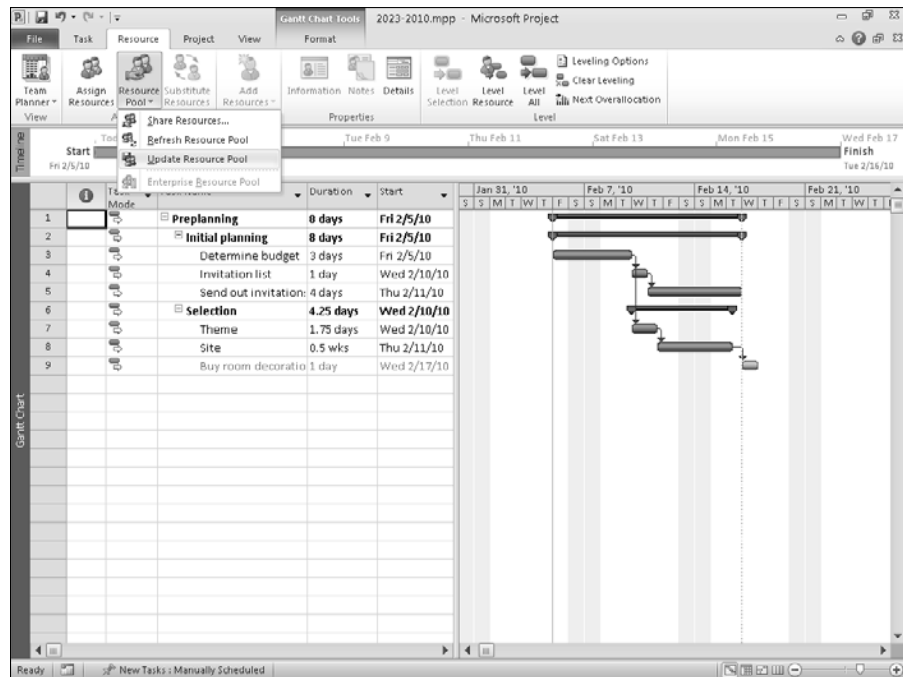 Gantt Chart Tools 2023-2010.mpp - Microsoft Project
File Task Resource Project View Format
Team Planner
Assign Resources
Resource Pool
Substitute Resources
Add Resources
Information Notes Details
Level Selection
Level Resource
Level All
Leveling Options
Clear Leveling
Next Overallocation
View
Properties
Level
Share Resources...
Refresh Resource Pool
Update Resource Pool
Enterprise Resource Pool
Timeline
Tue Feb 9 Thu Feb 11 Sat Feb 13 Mon Feb 15 Wed Feb 17
Start
Fri 2/5/10
Finish
Tue 2/16/10
Task Mode Duration Start
Jan 31, '10 Feb 7, '10 Feb 14, '10 Feb 21, '10
S S M T W T F S S M T W T F S S M T W T F S S M T W T
1 Preplanning 8 days Fri 2/5/10
2 Initial planning 8 days Fri 2/5/10
3 Determine budget 3 days Fri 2/5/10
4 Invitation list 1 day Wed 2/10/10
5 Send out invitation: 4 days Thu 2/11/10
6 Selection 4.25 days Wed 2/10/10
7 Theme 1.75 days Wed 2/10/10
8 Site 0.5 wks Thu 2/11/10
9 Buy room decoratio 1 day Wed 2/17/10
Gantt Chart
Ready New Tasks : Manually Scheduled